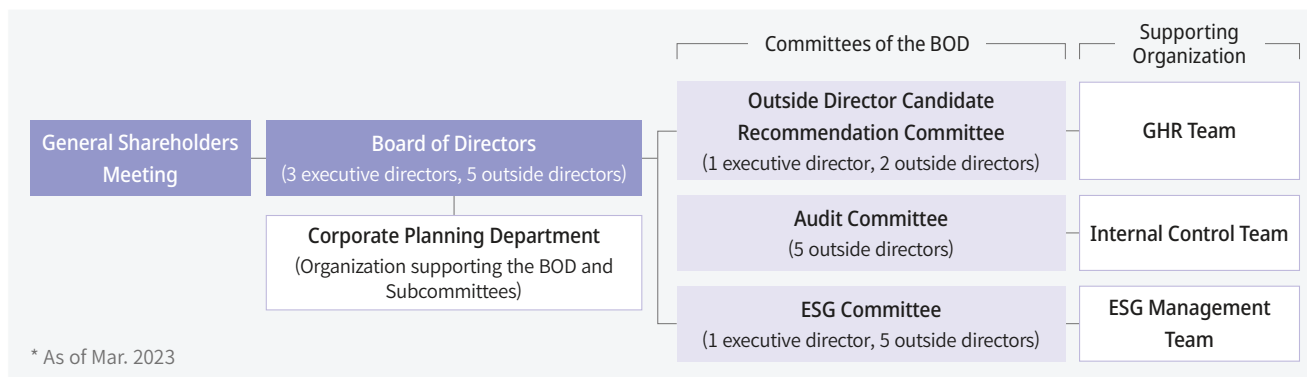 Committees of the BOD
Supporting
Organization
General Shareholders
Meeting
Board of Directors
(3 executive directors, 5 outside directors)
Corporate Planning Department
(Organization supporting the BOD and
Subcommittees)
Outside Director Candidate
Recommendation Committee
(1 executive director, 2 outside directors)
GHR Team
Audit Committee
(5 outside directors)
Internal Control Team
ESG Committee
(1 executive director, 5 outside directors)
ESG Management
Team
* As of Mar. 2023